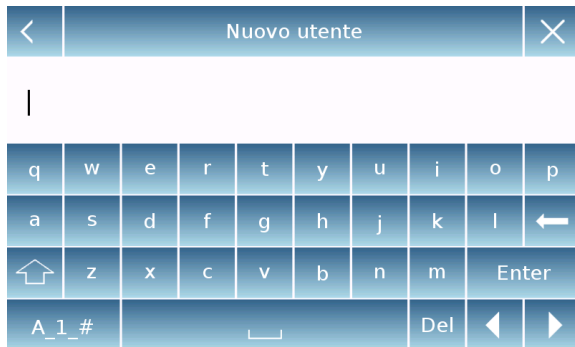 Nuovo utente
q w e r t y u i o p
a s d f g h j k l
z x c v b n m Enter
A_1_# Del